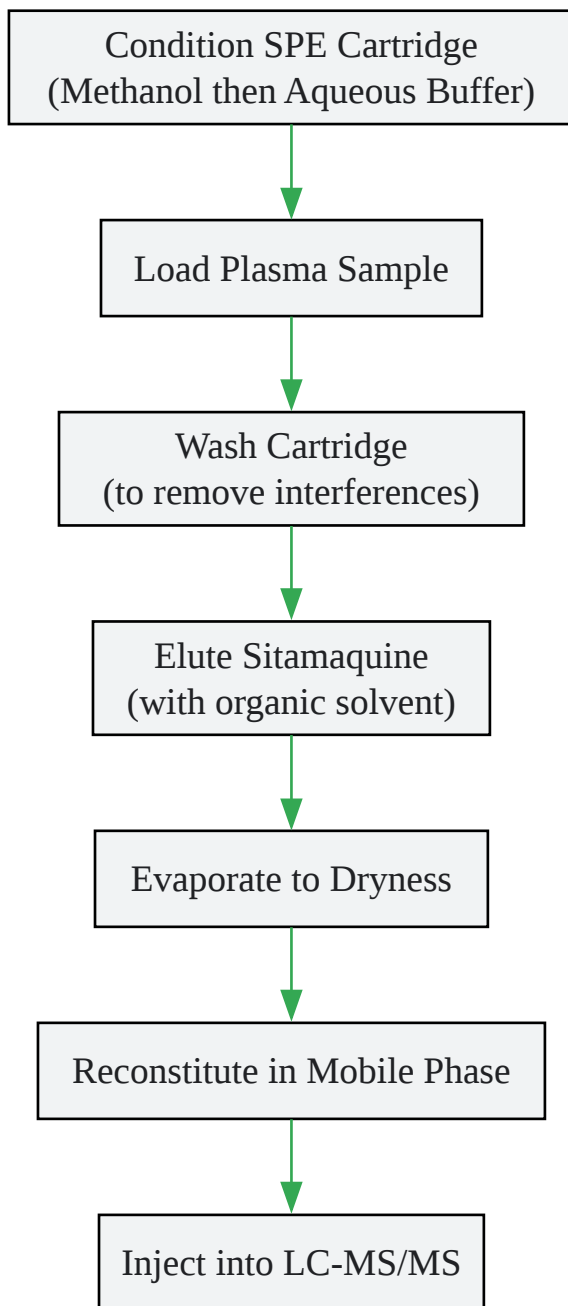 Condition SPE Cartridge
(Methanol then Aqueous Buffer)
Load Plasma Sample
Wash Cartridge
(to remove interferences)
Elute Sitamaquine
(with organic solvent)
Evaporate to Dryness
Reconstitute in Mobile Phase
Inject into LC-MS/MS